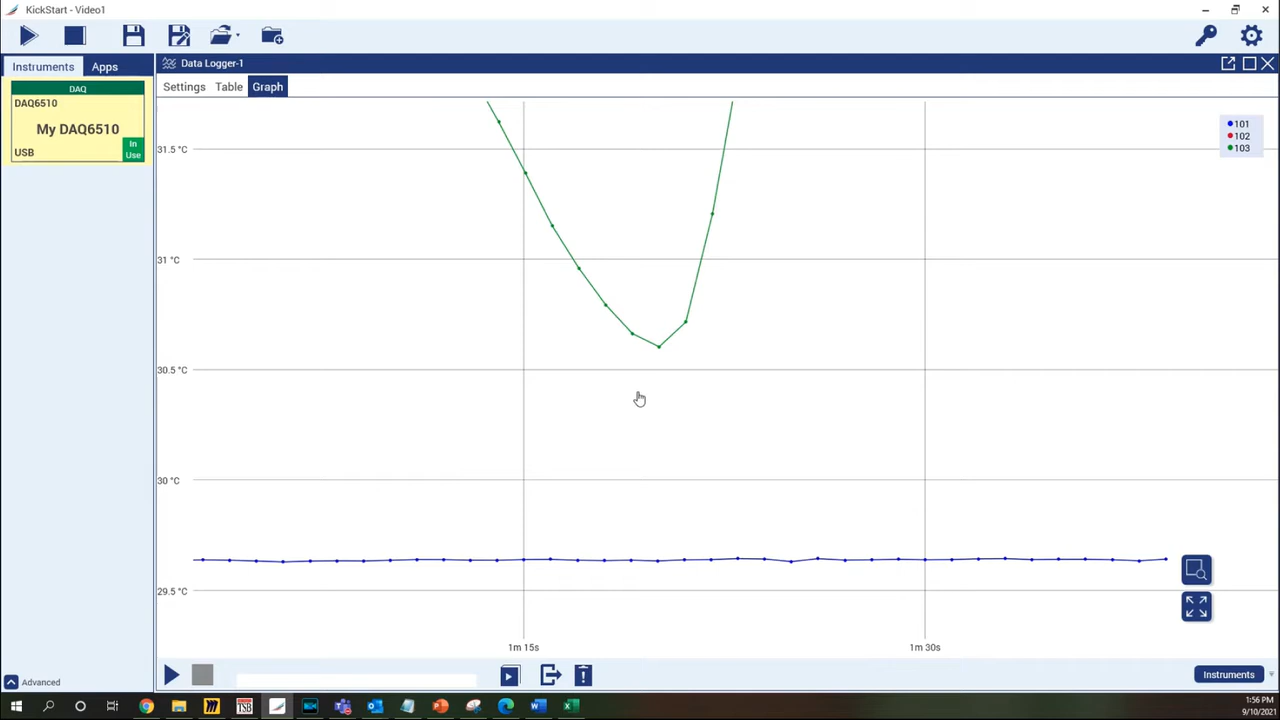 KickStart - Video1
Instruments
Apps
DAQ
DAQ6510
My DAQ6510
USB
In
Use
Data Logger-1
Settings
Table
Graph
101
102
103
31.5 °C
31 °C
30.5 °C
30 °C
29.5 °C
1m 15s
1m 30s
Advanced
Instruments
TSB
1:56 PM
9/10/2021